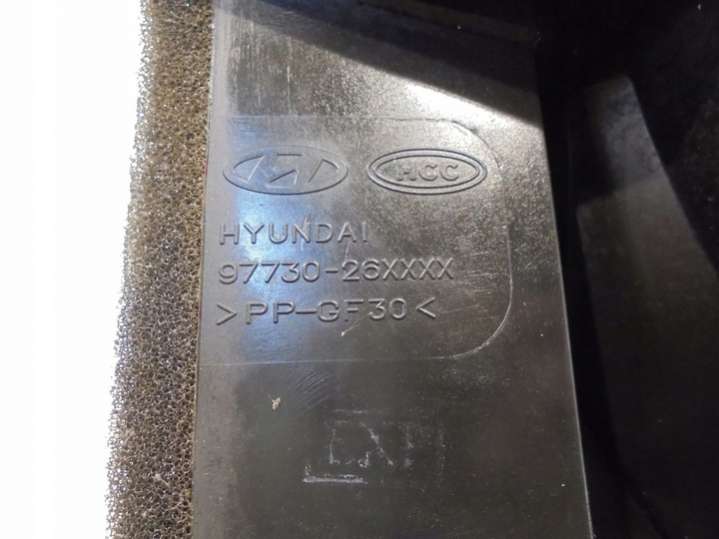 HCC
HYUNDAI
97730-26XXXX
>PP-GF30<